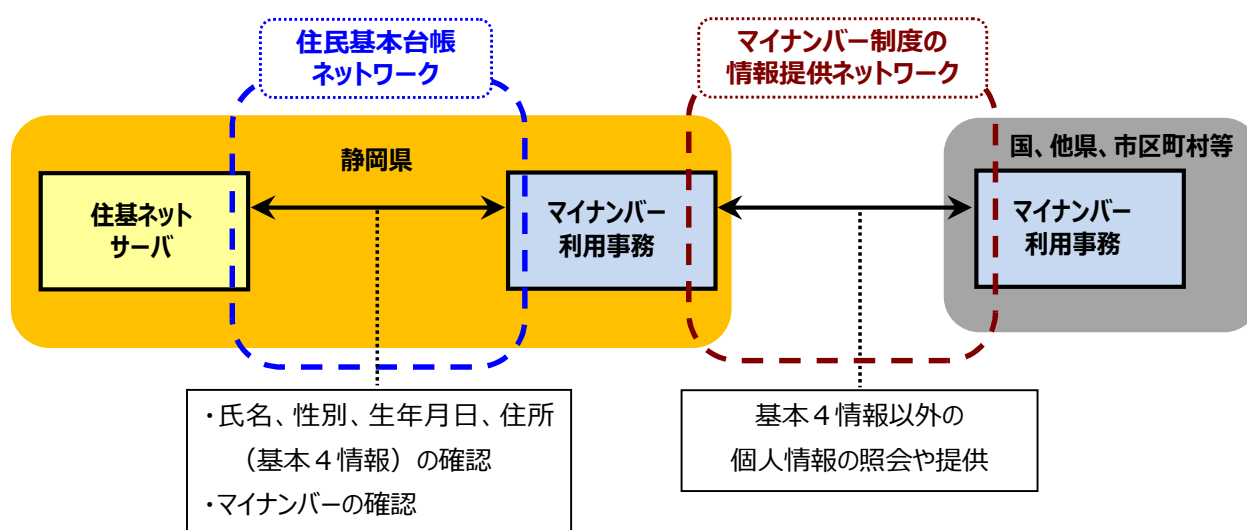 住民基本台帳
ネットワーク
マイナンバー制度の
情報提供ネットワーク
静岡県
国、他県、市区町村等
住基ネット
サーバ
マイナンバー
利用事務
マイナンバー
利用事務
・氏名、性別、生年月日、住所
（基本４情報）の確認
・マイナンバーの確認
基本４情報以外の
個人情報の照会や提供